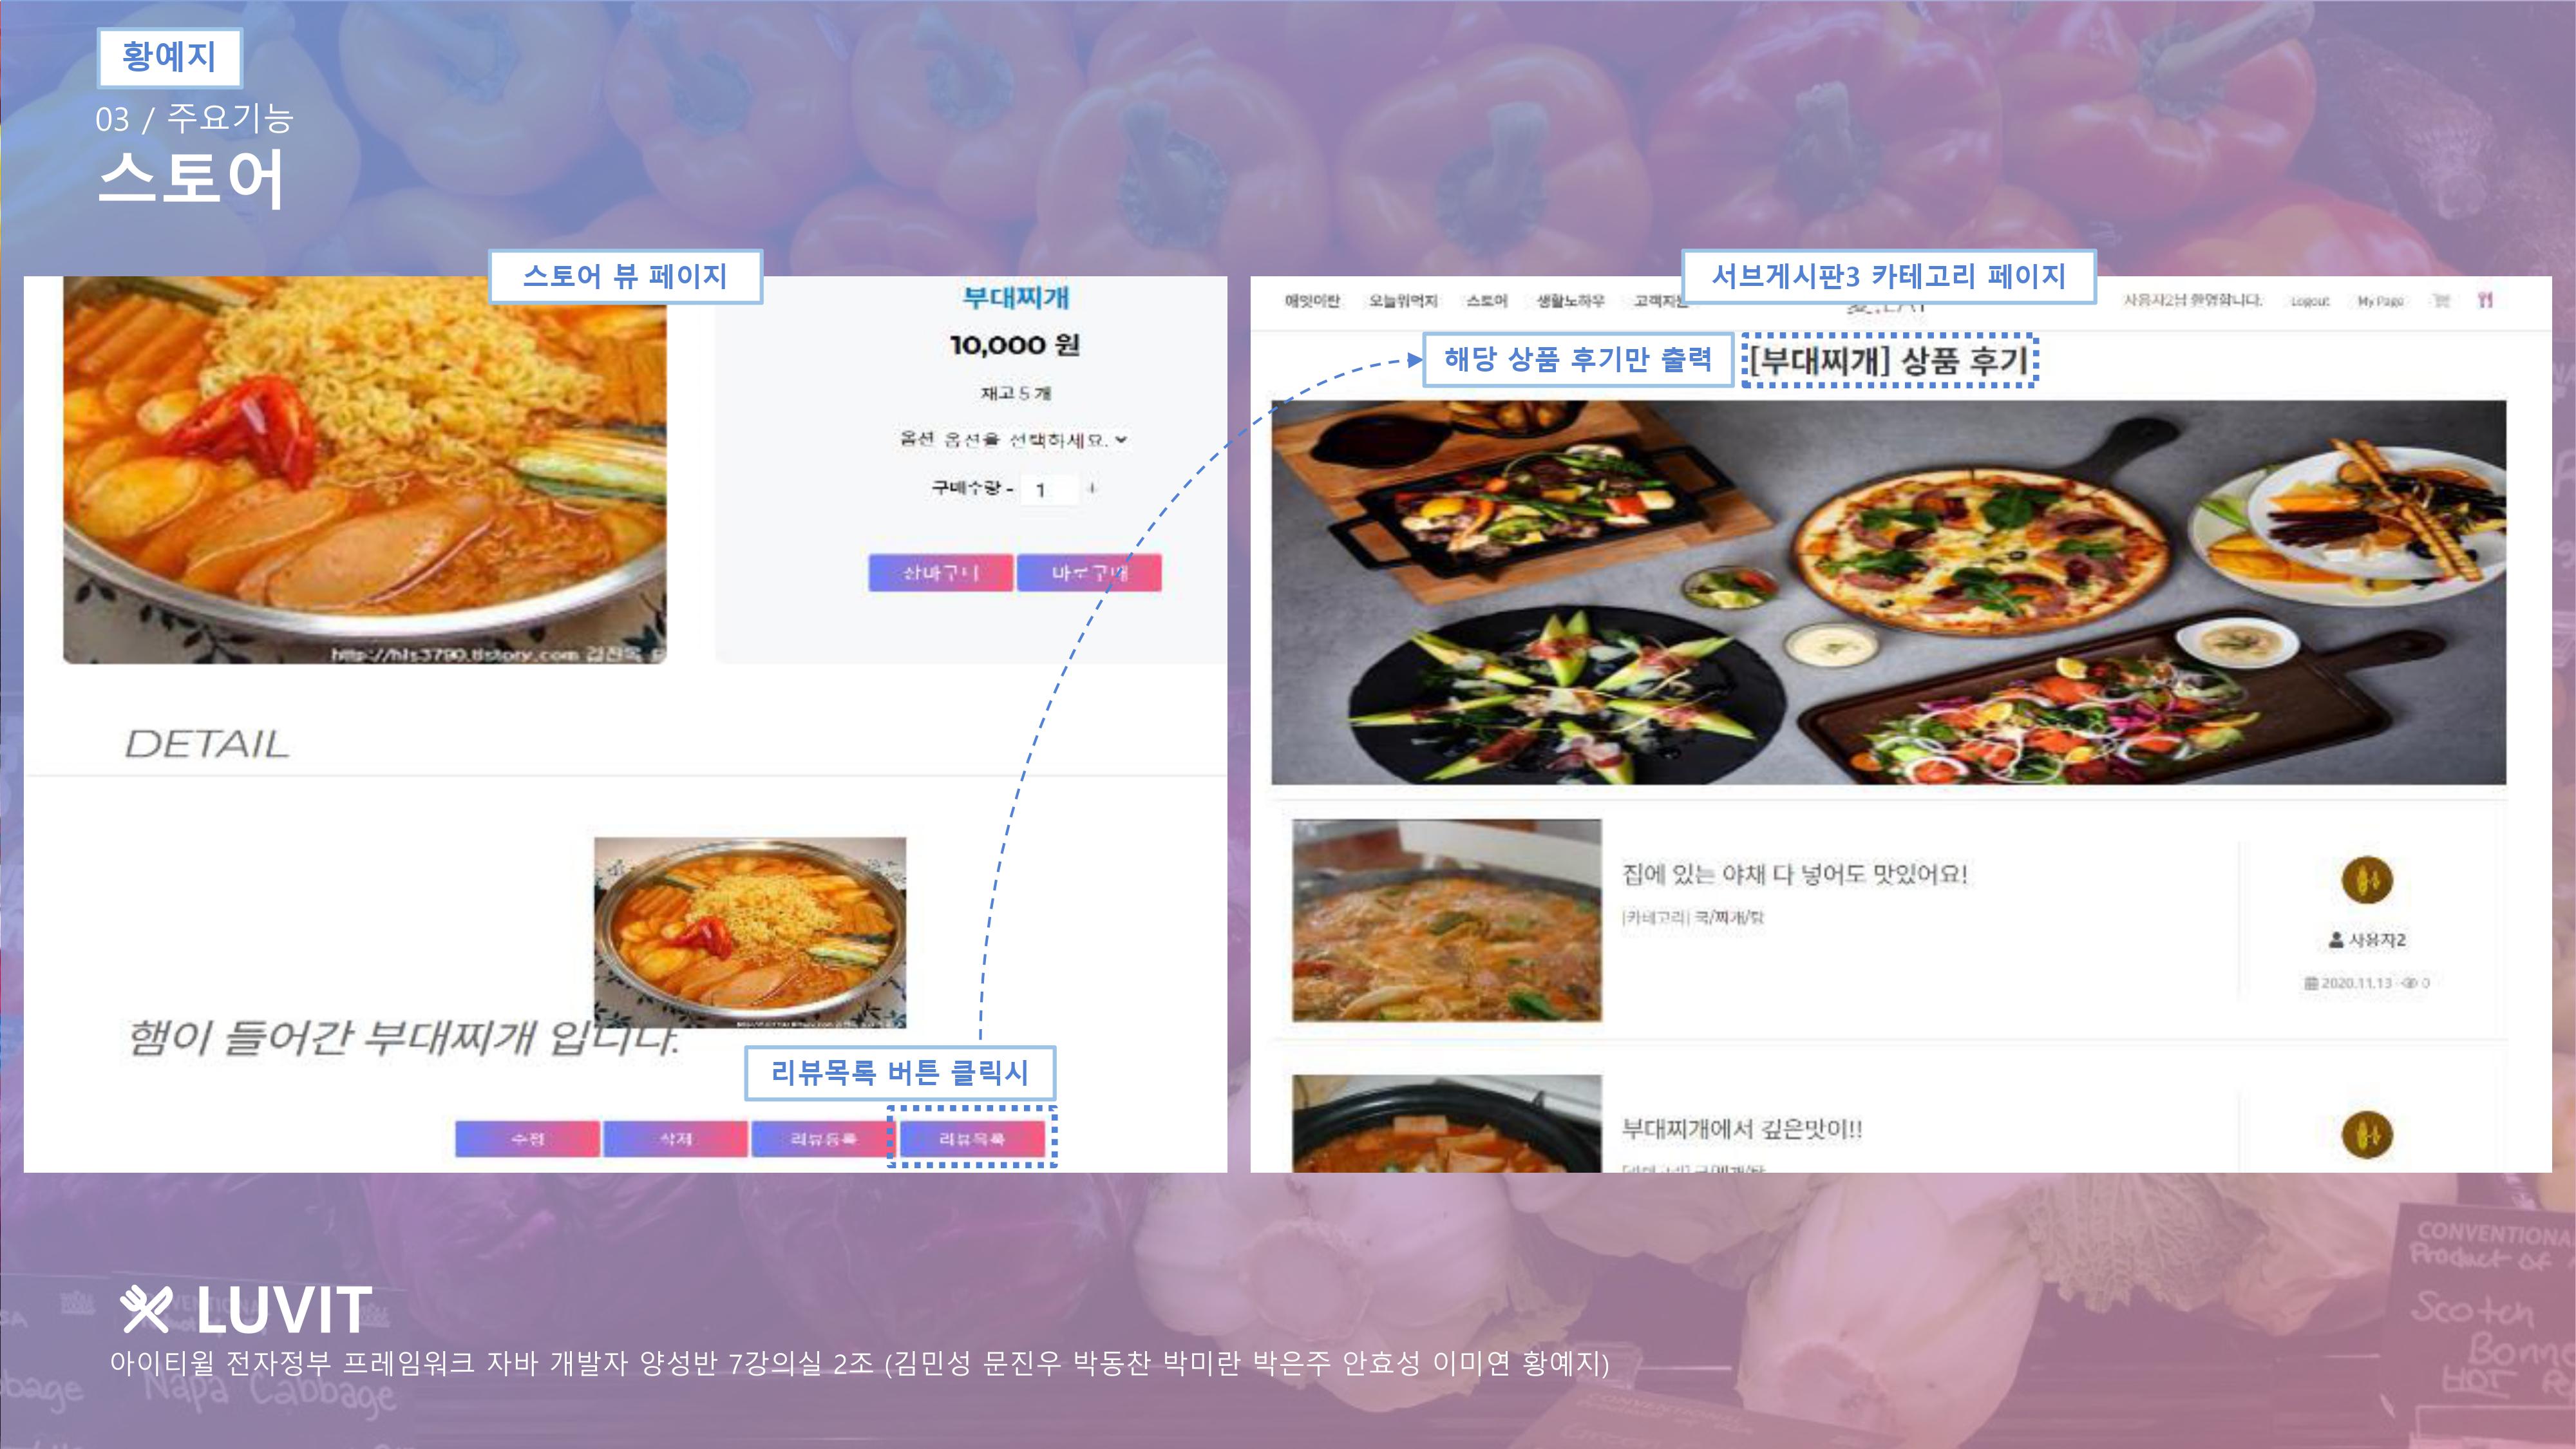 황예지
03 / 주요기능
스토어
스토어 뷰 페이지
부대찌개
10,000 원
재고 5 개
옵션 옵션을 선택하세요.
구매수량 - 1 +
장바구니 바로구매
http://hls3790.tistory.com
DETAIL
햄이 들어간 부대찌개 입니다.
리뷰목록 버튼 클릭시
수정 삭제 리뷰등록 리뷰목록
서브게시판3 카테고리 페이지
오늘뭐먹지 스토어 생활노하우 고객지원
사용자2님 환영합니다. Logout My Page
해당 상품 후기만 출력
[부대찌개] 상품 후기
집에 있는 야채 다 넣어도 맛있어요!
[카테고리] 국/찌개/탕
사용자2
2020.11.13 0
부대찌개에서 깊은맛이!!
LUVIT
아이티윌 전자정부 프레임워크 자바 개발자 양성반 7강의실 2조 (김민성 문진우 박동찬 박미란 박은주 안효성 이미연 황예지)
CONVENTIONA
Product of
Scotch
Bonn
HOT
bbage
Napa Cabbage